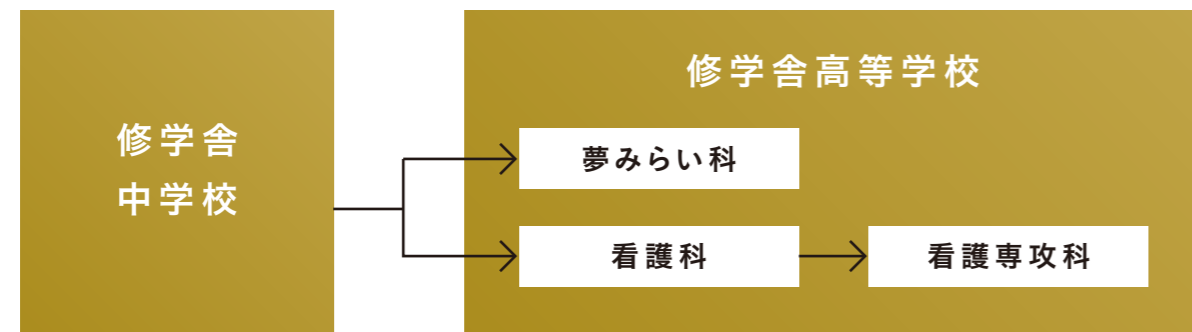 修学舎
中学校
修学舎高等学校
夢みらい科
看護科
看護専攻科